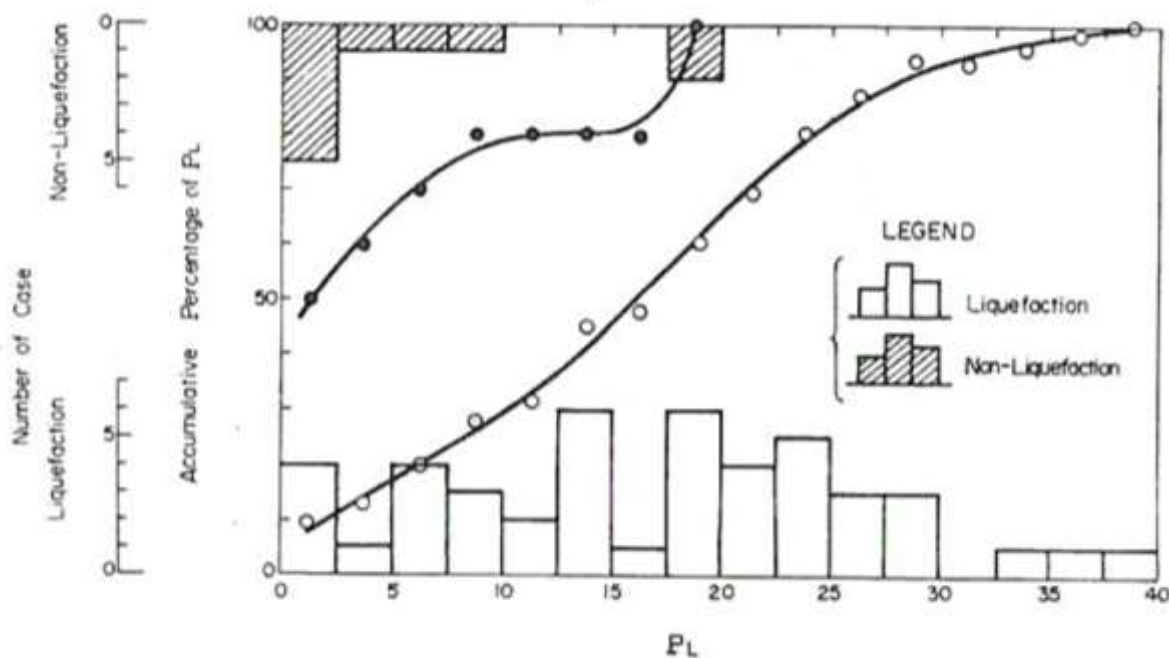 Number of Case
Non-Liquefaction
Liquefaction
0
5
5
0
Accumulative Percentage of PL
100
50
0
0
5
10
15
20
25
30
35
40
PL
LEGEND
Liquefaction
Non-Liquefaction